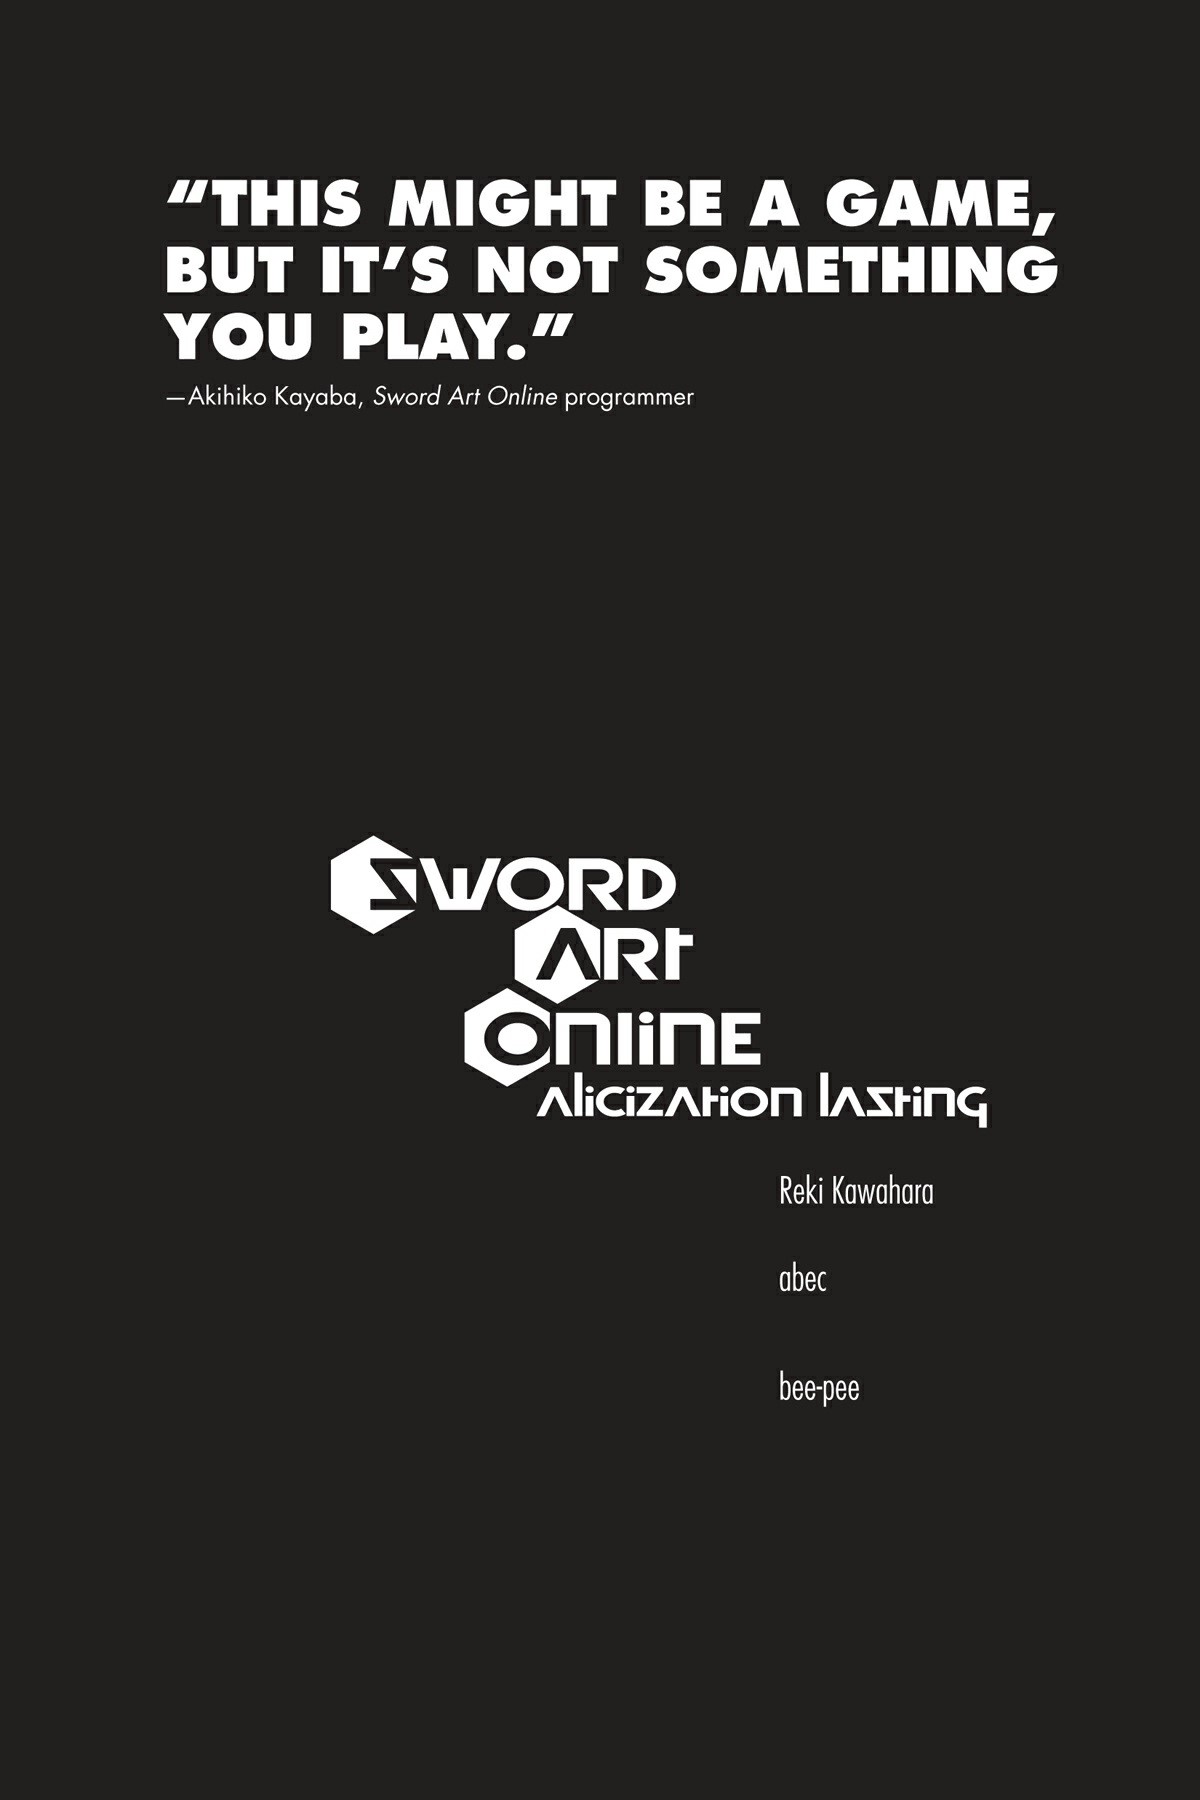 “THIS MIGHT BE A GAME,
BUT IT’S NOT SOMETHING
YOU PLAY.”
—Akihiko Kayaba, Sword Art Online programmer
SWORD
ART
ONLINE
alicization lasting
Reki Kawahara
abec
bee-pee